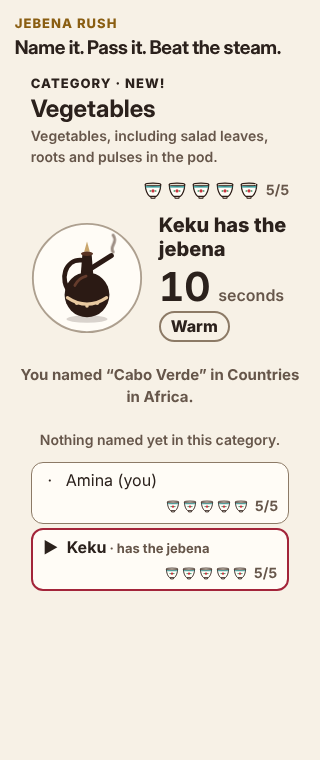 JEBENA RUSH
Name it. Pass it. Beat the steam.
CATEGORY · NEW!
Vegetables
Vegetables, including salad leaves,
roots and pulses in the pod.
5/5
Keku has the
jebena
10 seconds
Warm
You named “Cabo Verde” in Countries
in Africa.
Nothing named yet in this category.
· Amina (you)
5/5
▶ Keku · has the jebena
5/5